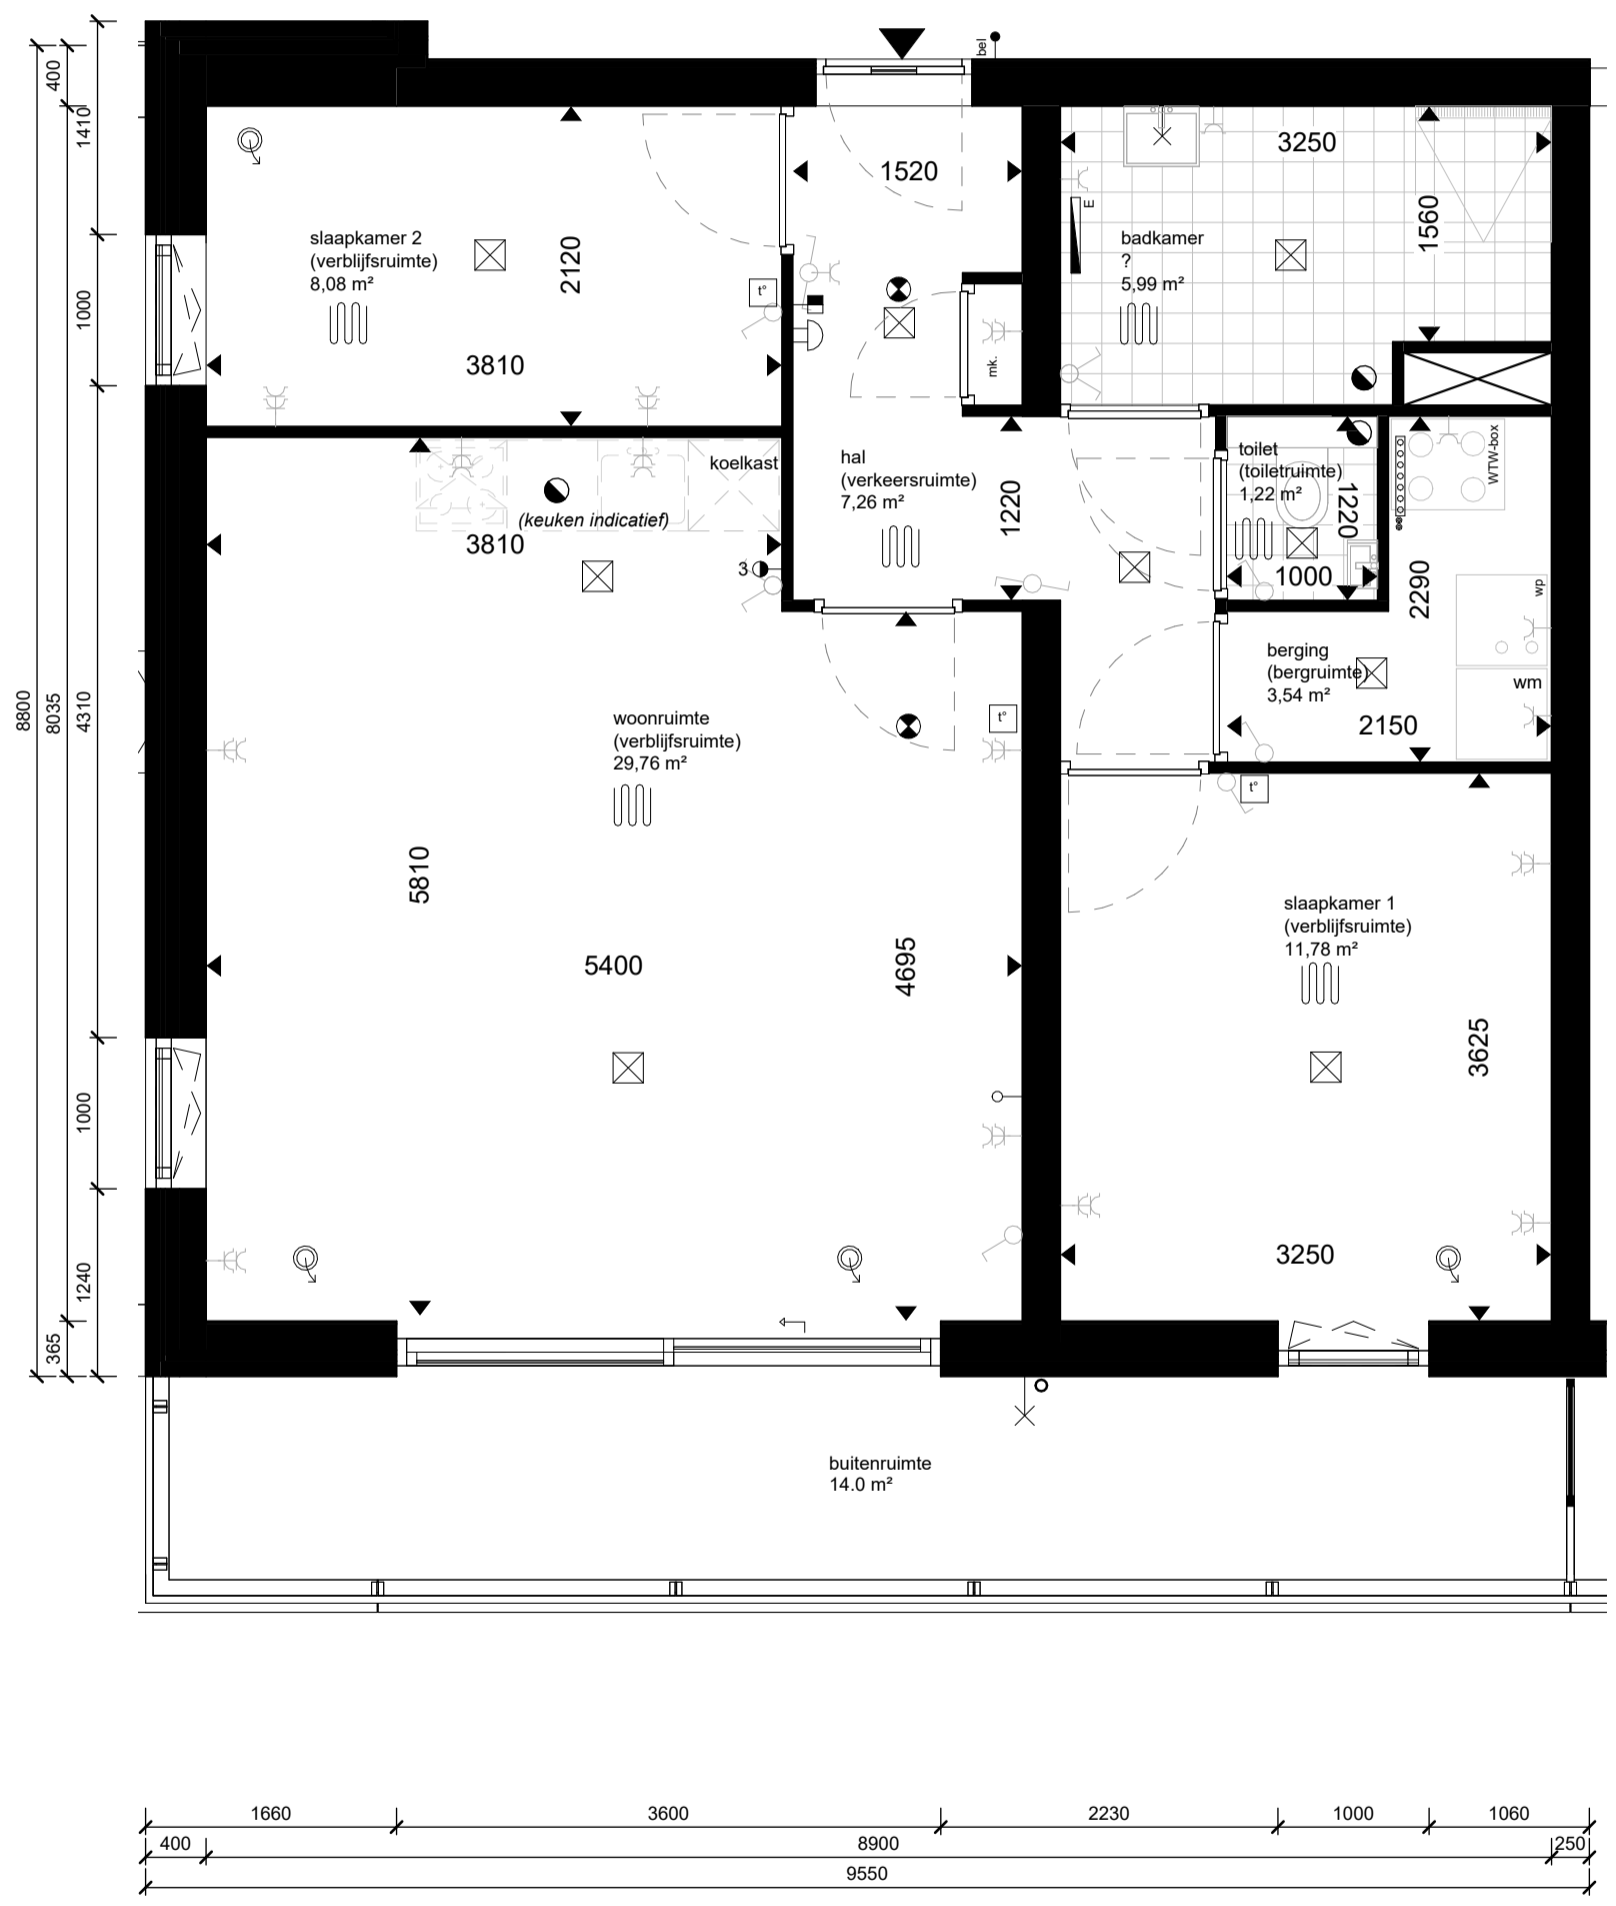 bel
400
1410
1520
3250
E
slaapkamer 2
(verblijfsruimte)
8,08 m²
2120
1560
badkamer
?
5,99 m²
t°
1000
3810
mk.
koelkast
(keuken indicatief)
3810
3
hal
(verkeersruimte)
7,26 m²
1220
toilet
(toiletruimte)
1,22 m²
1220
1000
WTW-box
2290
wp
berging
(bergruimte)
3,54 m²
wm
2150
8800
8035
4310
woonruimte
(verblijfsruimte)
29,76 m²
t°
t°
5810
5400
4695
slaapkamer 1
(verblijfsruimte)
11,78 m²
3625
1000
1240
3250
365
buitenruimte
14.0 m²
1660
3600
2230
1000
1060
400
8900
250
9550